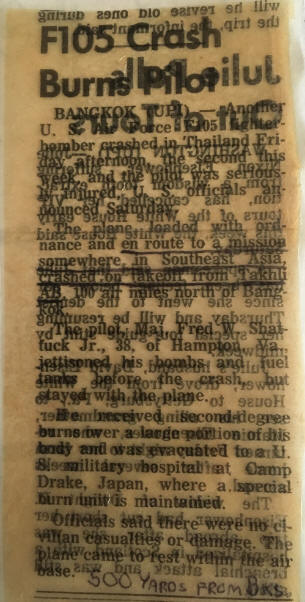 F105 Crash
Burns Pilot
BANGKOK (UPI) — Another
U. S. Air Force F105 fighter-
bomber crashed in Thailand Fri-
day afternoon, the second this
week, and the pilot was serious-
ly injured, U. S. officials an-
nounced Saturday.
The plane, loaded with ord-
nance and en route to a mission
somewhere in Southeast Asia,
crashed on takeoff from Takhli
AB, 100 air miles north of Bang-
kok.
The pilot, Maj. Fred W. Shat-
tuck Jr., 38, of Hampton, Va.,
jettisoned his bombs and fuel
tanks before the crash, but
stayed with the plane.
He received second-degree
burns over a large portion of his
body and was evacuated to a U.
S. military hospital at Camp
Drake, Japan, where a special
burn unit is maintained.
Officials said there were no ci-
vilian casualties or damage. The
plane came to rest within the air
base. 500 YARDS FROM BKS.